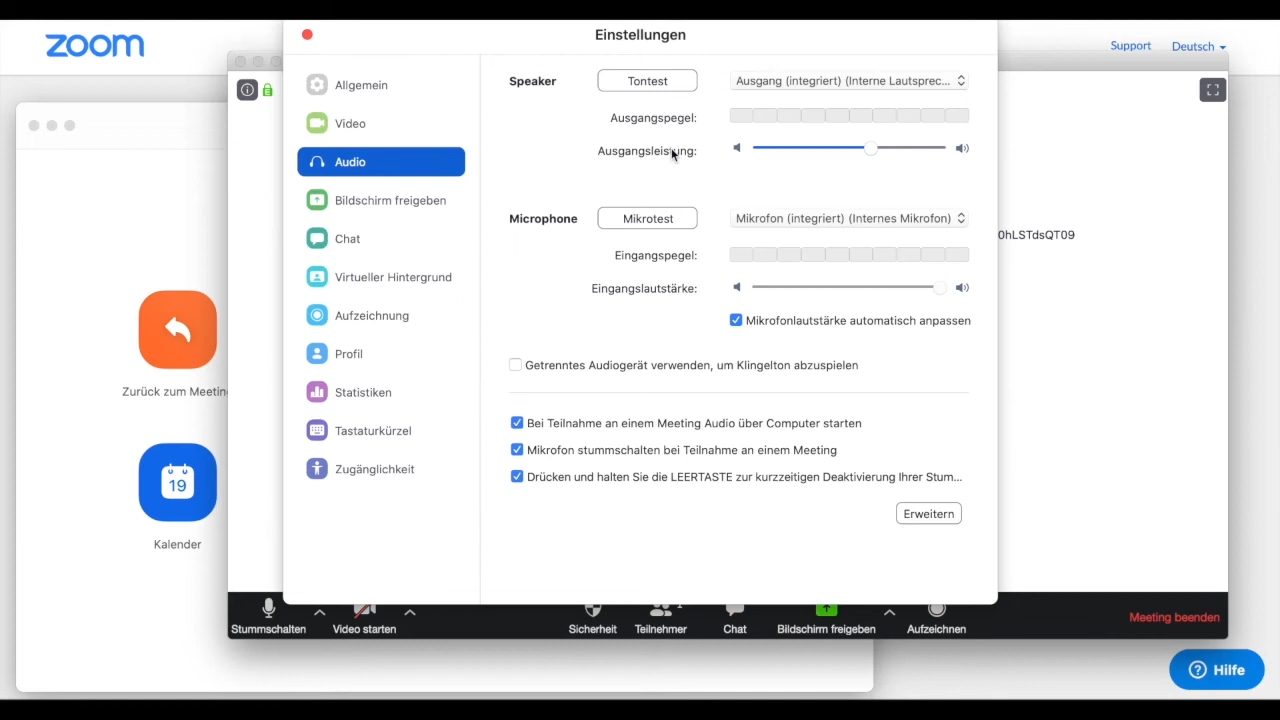 zoom
Support
Deutsch
Einstellungen
Allgemein
Video
Audio
Bildschirm freigeben
Chat
Virtueller Hintergrund
Aufzeichnung
Profil
Statistiken
Tastaturkürzel
Zugänglichkeit
Speaker
Tontest
Ausgang (integriert) (Interne Lautsprec...
Ausgangspegel:
Ausgangsleistung:
Microphone
Mikrotest
Mikrofon (integriert) (Internes Mikrofon)
Eingangspegel:
Eingangslautstärke:
Mikrofonlautstärke automatisch anpassen
Getrenntes Audiogerät verwenden, um Klingelton abzuspielen
Bei Teilnahme an einem Meeting Audio über Computer starten
Mikrofon stummschalten bei Teilnahme an einem Meeting
Drücken und halten Sie die LEERTASTE zur kurzzeitigen Deaktivierung Ihrer Stum...
Erweitern
0hLSTdsQT09
Zurück zum Meeting
19
Kalender
Stummschalten
Video starten
Sicherheit
1
Teilnehmer
Chat
Bildschirm freigeben
Aufzeichnen
Meeting beenden
Hilfe